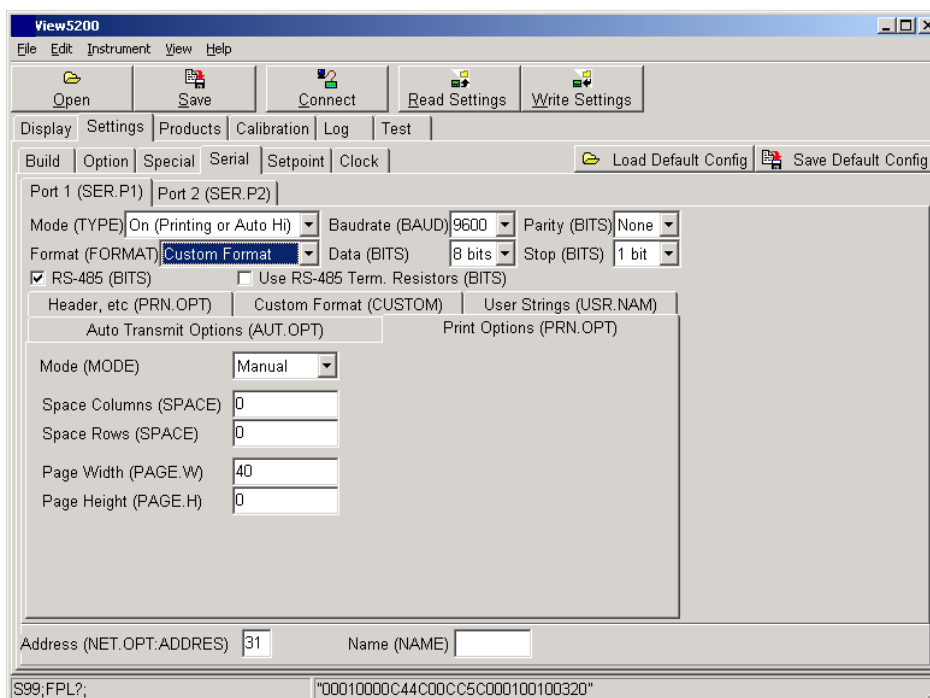 View5200
File Edit Instrument View Help
Open Save Connect Read Settings Write Settings
Display Settings Products Calibration Log Test
Build Option Special Serial Setpoint Clock Load Default Config Save Default Config
Port 1 (SER.P1) Port 2 (SER.P2)
Mode (TYPE) On (Printing or Auto Hi) Baudrate (BAUD) 9600 Parity (BITS) None
Format (FORMAT) Custom Format Data (BITS) 8 bits Stop (BITS) 1 bit
RS-485 (BITS) Use RS-485 Term. Resistors (BITS)
Header, etc (PRN.OPT) Custom Format (CUSTOM) User Strings (USR.NAM)
Auto Transmit Options (AUT.OPT) Print Options (PRN.OPT)
Mode (MODE) Manual
Space Columns (SPACE) 0
Space Rows (SPACE) 0
Page Width (PAGE.W) 40
Page Height (PAGE.H) 0
Address (NET.OPT:ADDRES) 31 Name (NAME)
S99;FPL?; "00010000C44C00CC5C000100100320"